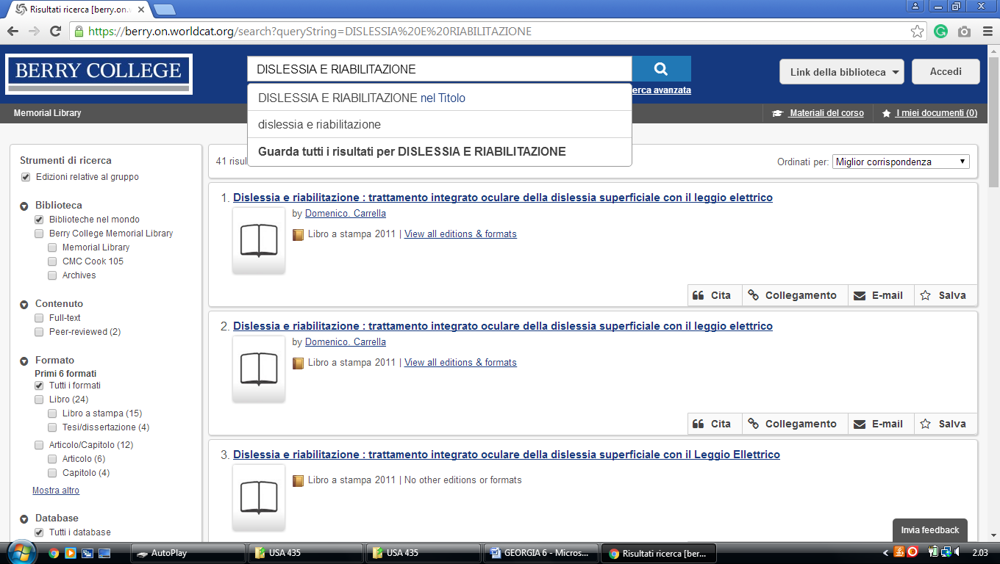 Risultati ricerca [berry.on.w
https://berry.on.worldcat.org/search?queryString=DISLESSIA%20E%20RIABILITAZIONE
BERRY COLLEGE
DISLESSIA E RIABILITAZIONE
Link della biblioteca
Accedi
erca avanzata
DISLESSIA E RIABILITAZIONE nel Titolo
dislessia e riabilitazione
Guarda tutti i risultati per DISLESSIA E RIABILITAZIONE
Memorial Library
Materiali del corso
I miei documenti (0)
Strumenti di ricerca
Edizioni relative al gruppo
Biblioteca
Biblioteche nel mondo
Berry College Memorial Library
Memorial Library
CMC Cook 105
Archives
Contenuto
Full-text
Peer-reviewed (2)
Formato
Primi 6 formati
Tutti i formati
Libro (24)
Libro a stampa (15)
Tesi/dissertazione (4)
Articolo/Capitolo (12)
Articolo (6)
Capitolo (4)
Mostra altro
Database
Tutti i database
41 risul
Ordinati per: Miglior corrispondenza
1. Dislessia e riabilitazione : trattamento integrato oculare della dislessia superficiale con il leggio elettrico
by Domenico. Carrella
Libro a stampa 2011 | View all editions & formats
Cita Collegamento E-mail Salva
2. Dislessia e riabilitazione : trattamento integrato oculare della dislessia superficiale con il leggio elettrico
by Domenico. Carrella
Libro a stampa 2011 | View all editions & formats
Cita Collegamento E-mail Salva
3. Dislessia e riabilitazione : trattamento integrato oculare della dislessia superficiale con il Leggio Ellettrico
Libro a stampa 2011 | No other editions or formats
Invia feedback
AutoPlay
USA 435
USA 435
GEORGIA 6 - Micros...
Risultati ricerca [ber...
2.03